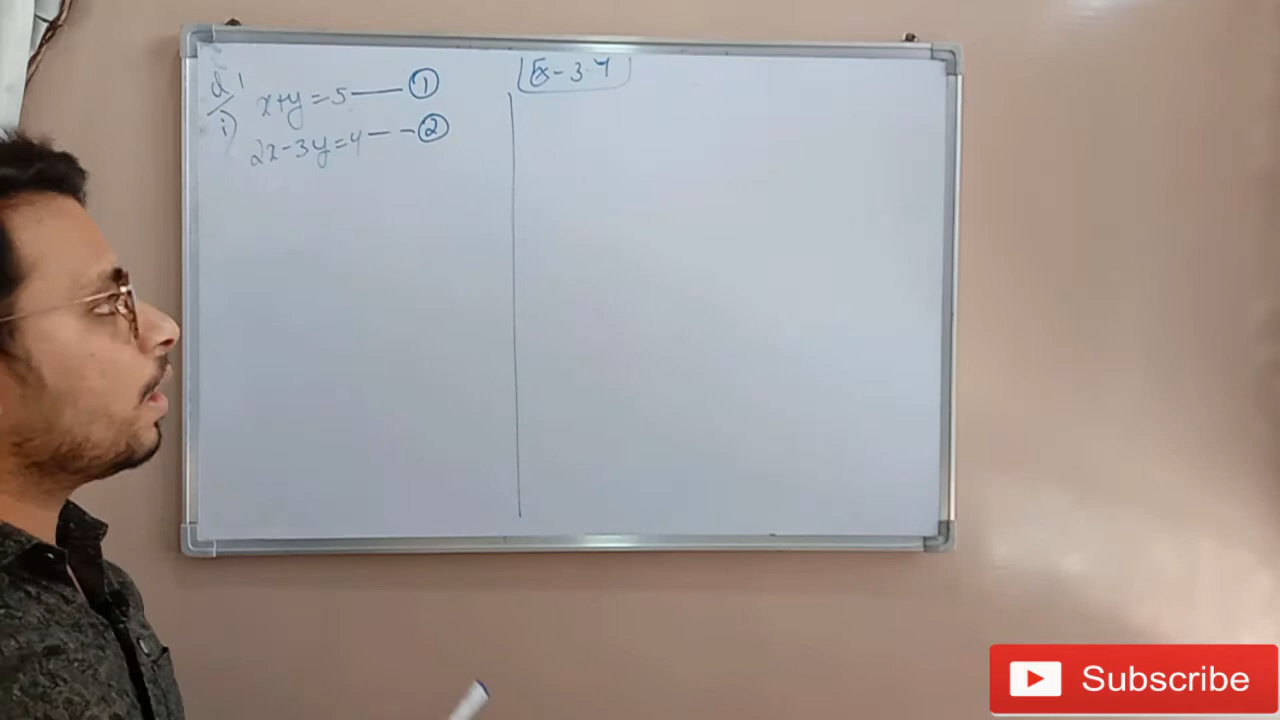 Q1
i) x+y=5 — ①
2x-3y=4 — — ②
Ex-3.4
Subscribe